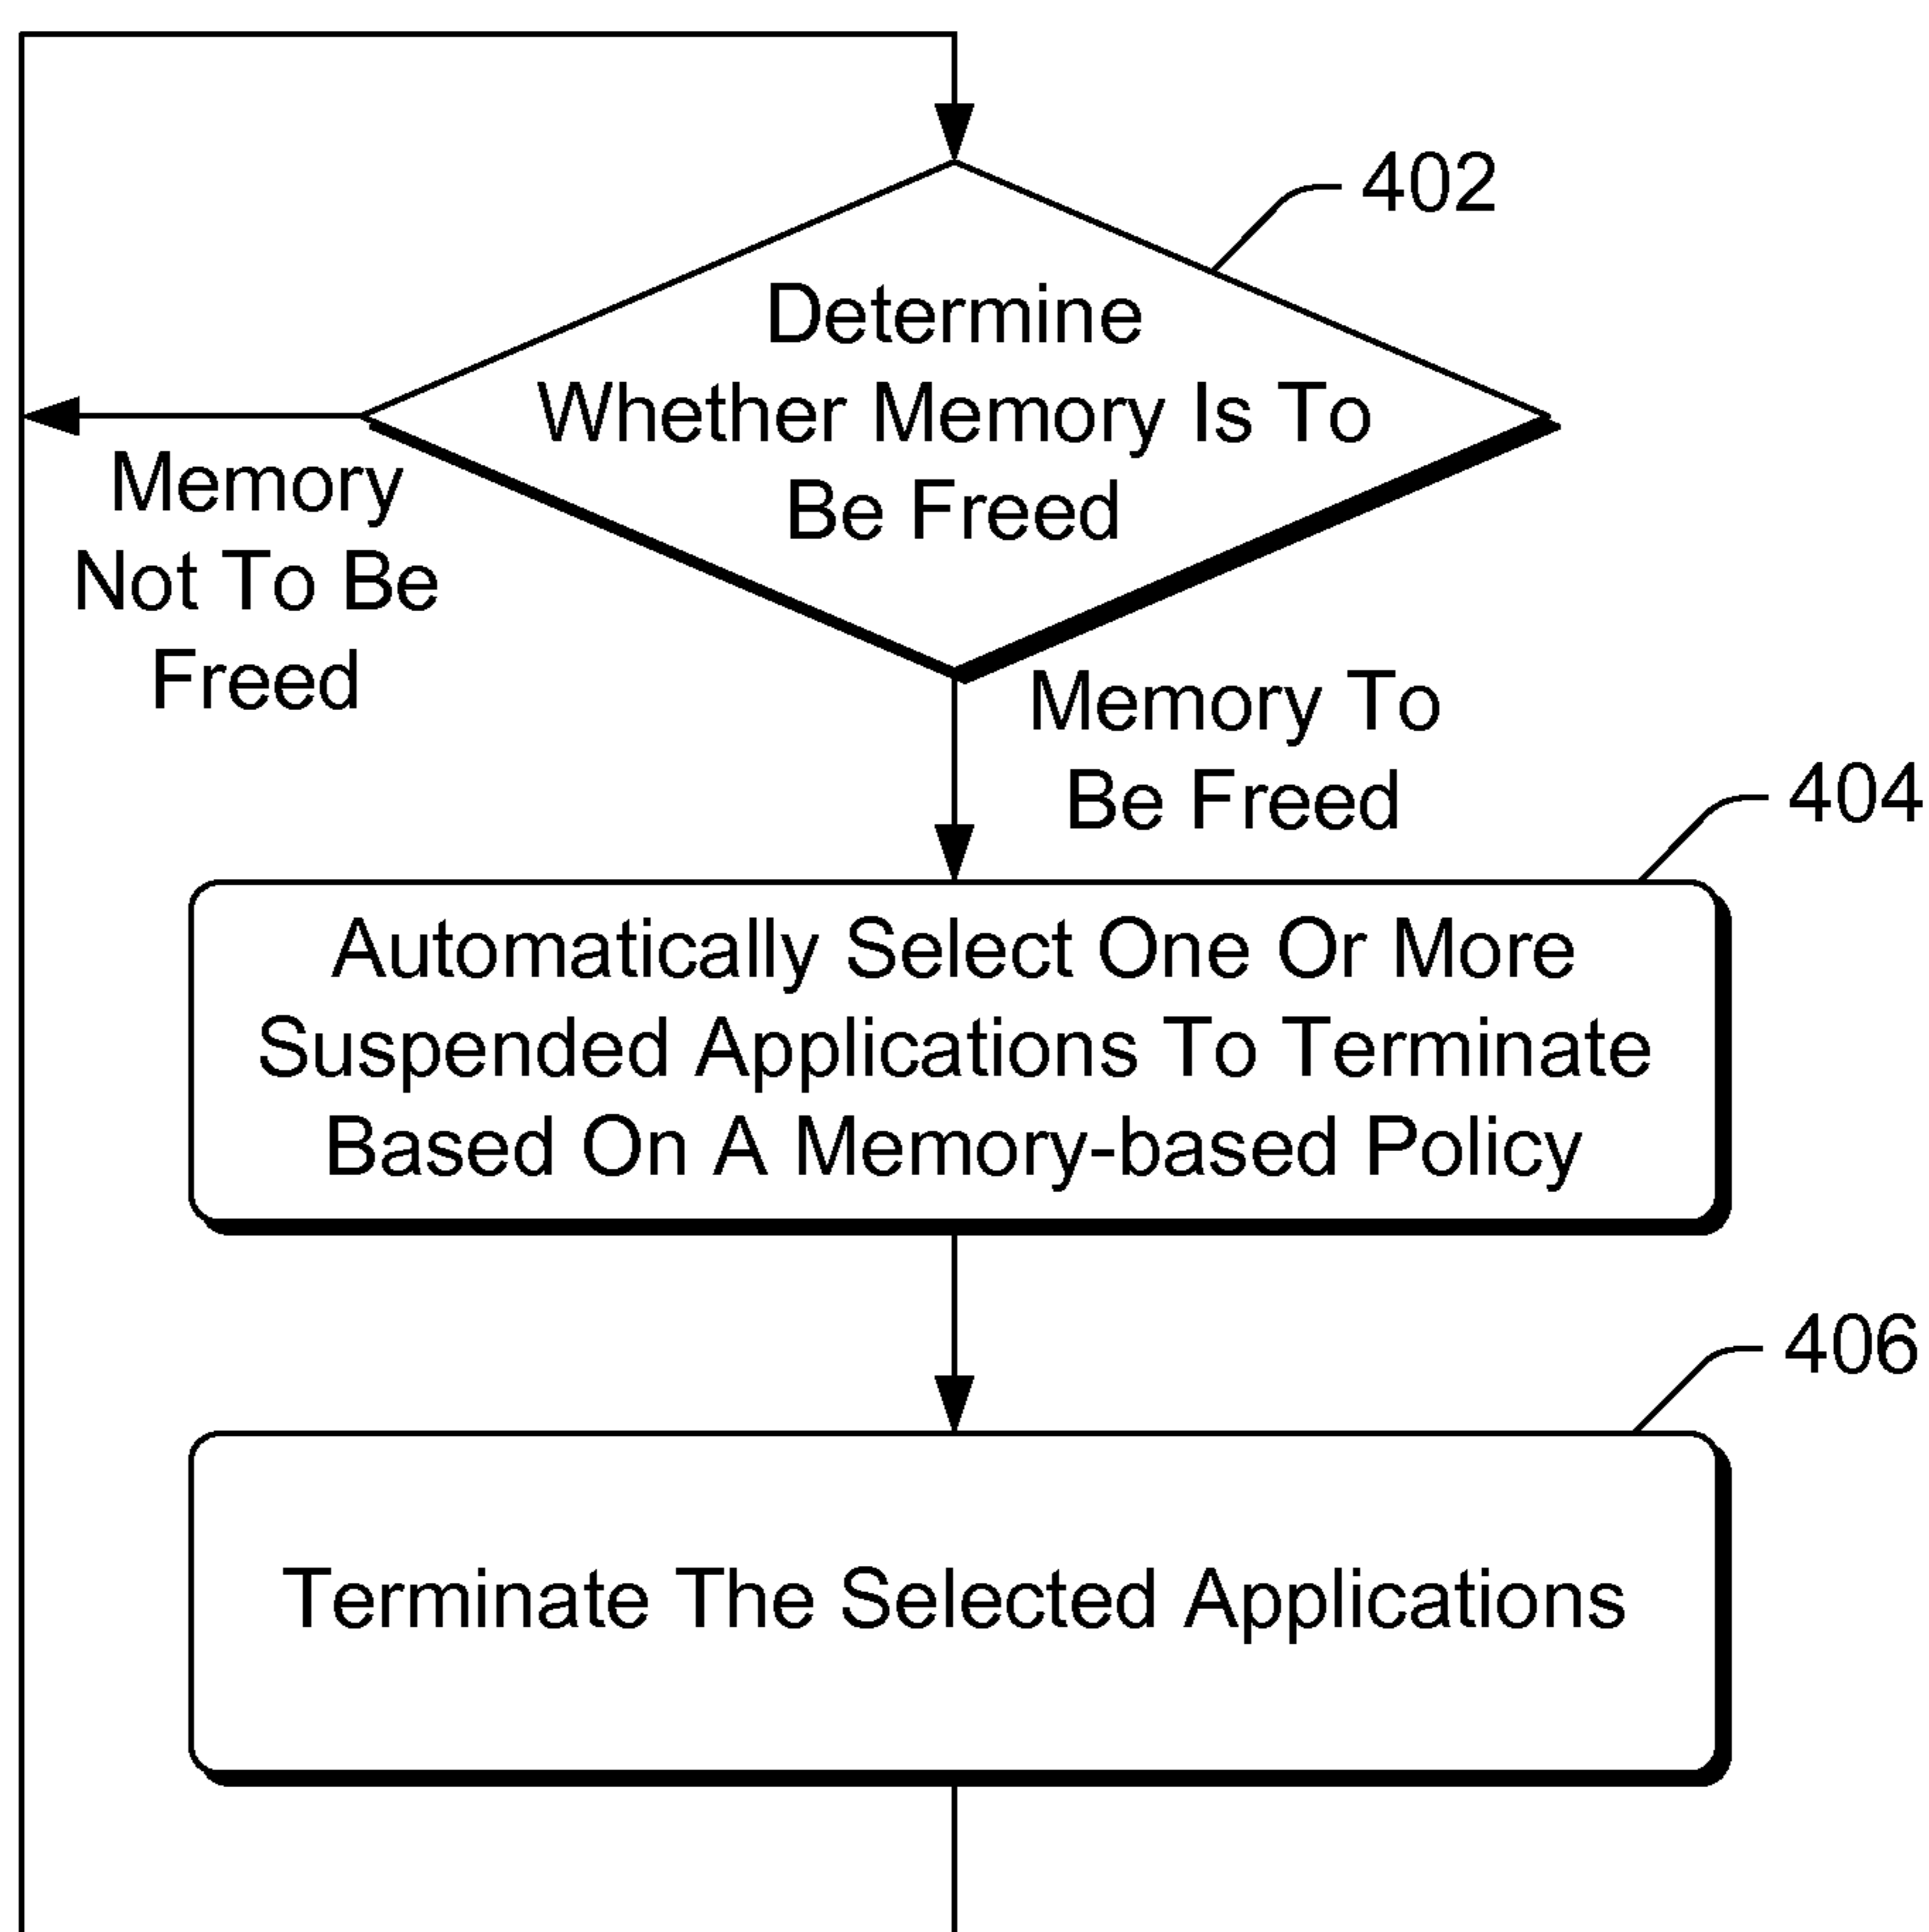 402
Determine
Whether Memory Is To
Be Freed
Memory
Not To Be
Freed
Memory To
Be Freed
404
Automatically Select One Or More
Suspended Applications To Terminate
Based On A Memory-based Policy
406
Terminate The Selected Applications